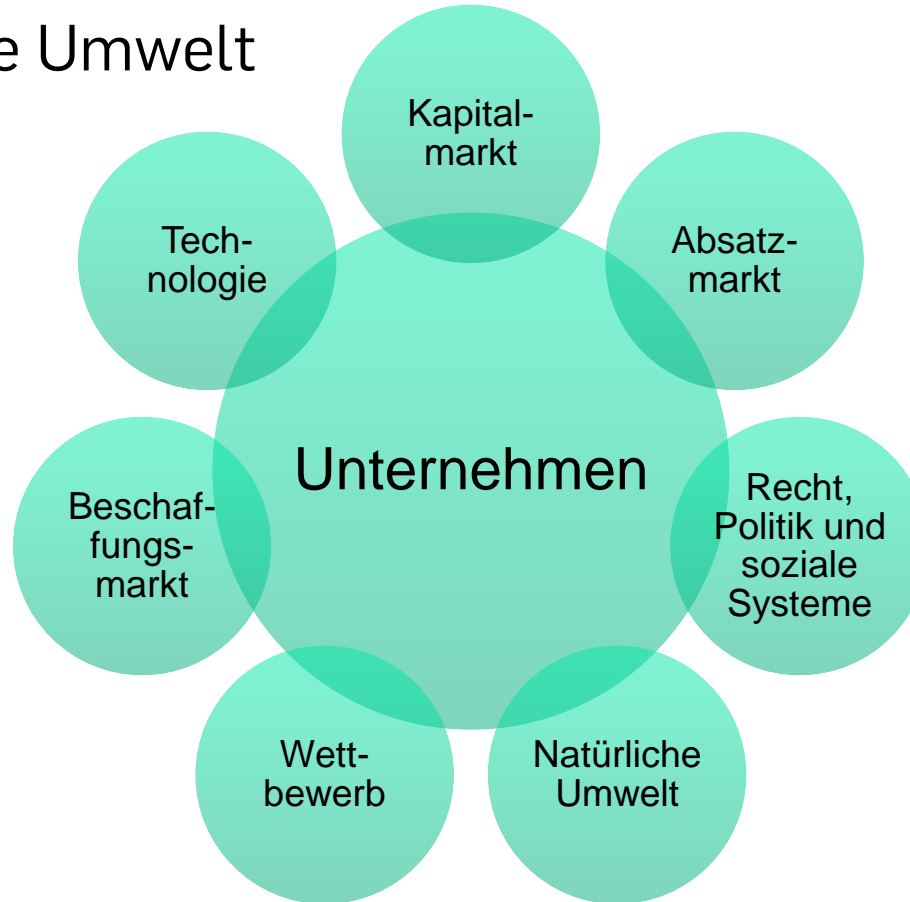 e Umwelt
Kapital-
markt
Tech-
nologie
Absatz-
markt
Unternehmen
Beschaf-
fungs-
markt
Recht,
Politik und
soziale
Systeme
Wett-
bewerb
Natürliche
Umwelt